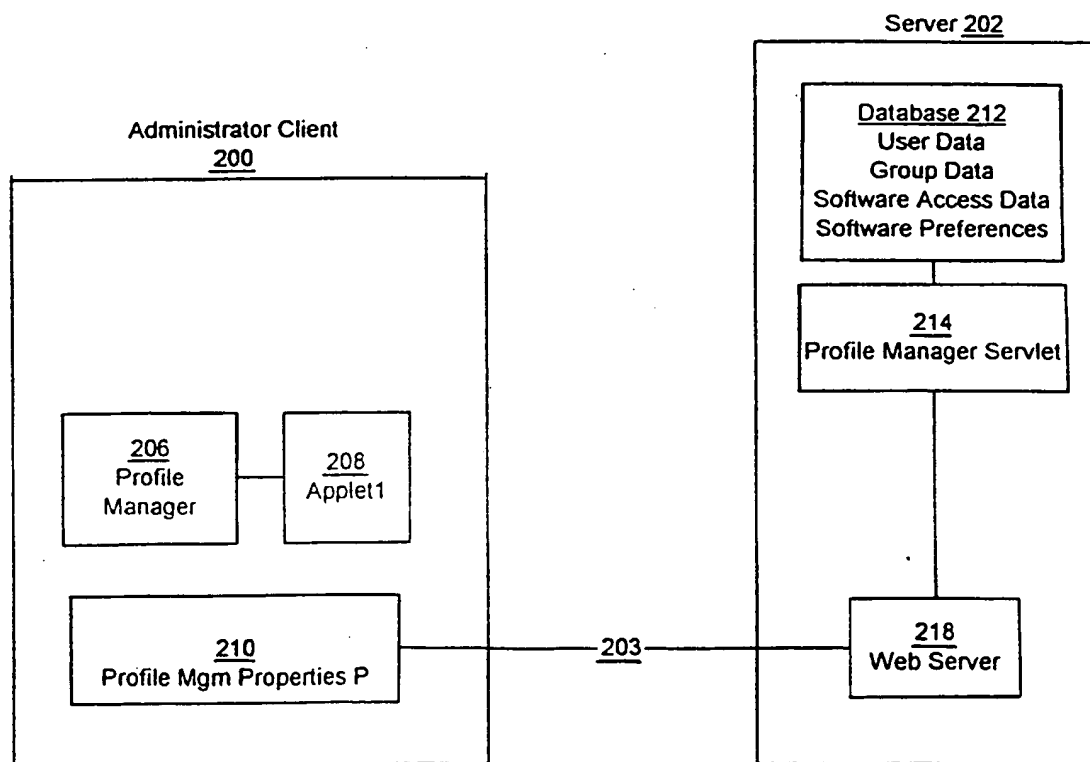 Server 202
Database 212
User Data
Group Data
Software Access Data
Software Preferences
214
Profile Manager Servlet
Administrator Client
200
206
Profile
Manager
208
Applet1
210
Profile Mgm Properties P
203
218
Web Server